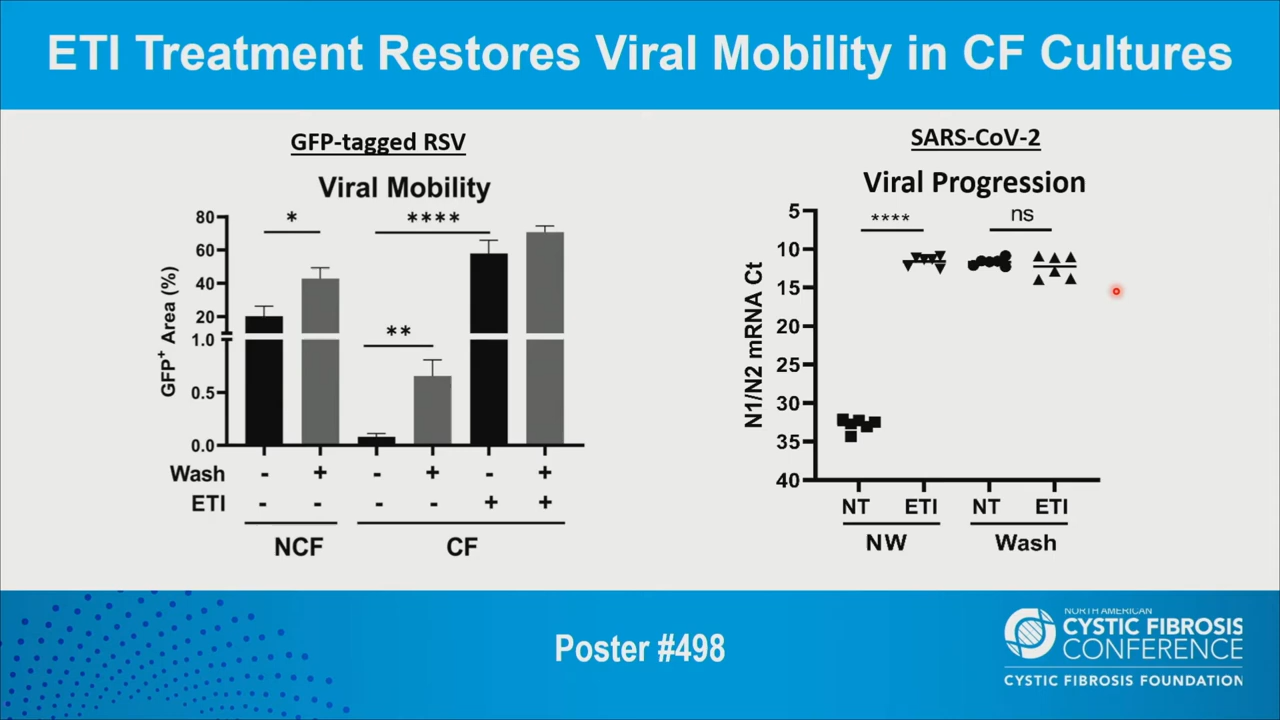 ETI Treatment Restores Viral Mobility in CF Cultures
GFP-tagged RSV
Viral Mobility
GFP+ Area (%)
80
60
40
20
1.0
0.5
0.0
*
****
**
Wash - + - + - +
ETI - - - - + +
NCF CF
SARS-CoV-2
Viral Progression
N1/N2 mRNA Ct
5
10
15
20
25
30
35
40
**** ns
NT ETI NT ETI
NW Wash
Poster #498
NORTH AMERICAN
CYSTIC FIBROSIS
CONFERENCE
CYSTIC FIBROSIS FOUNDATION